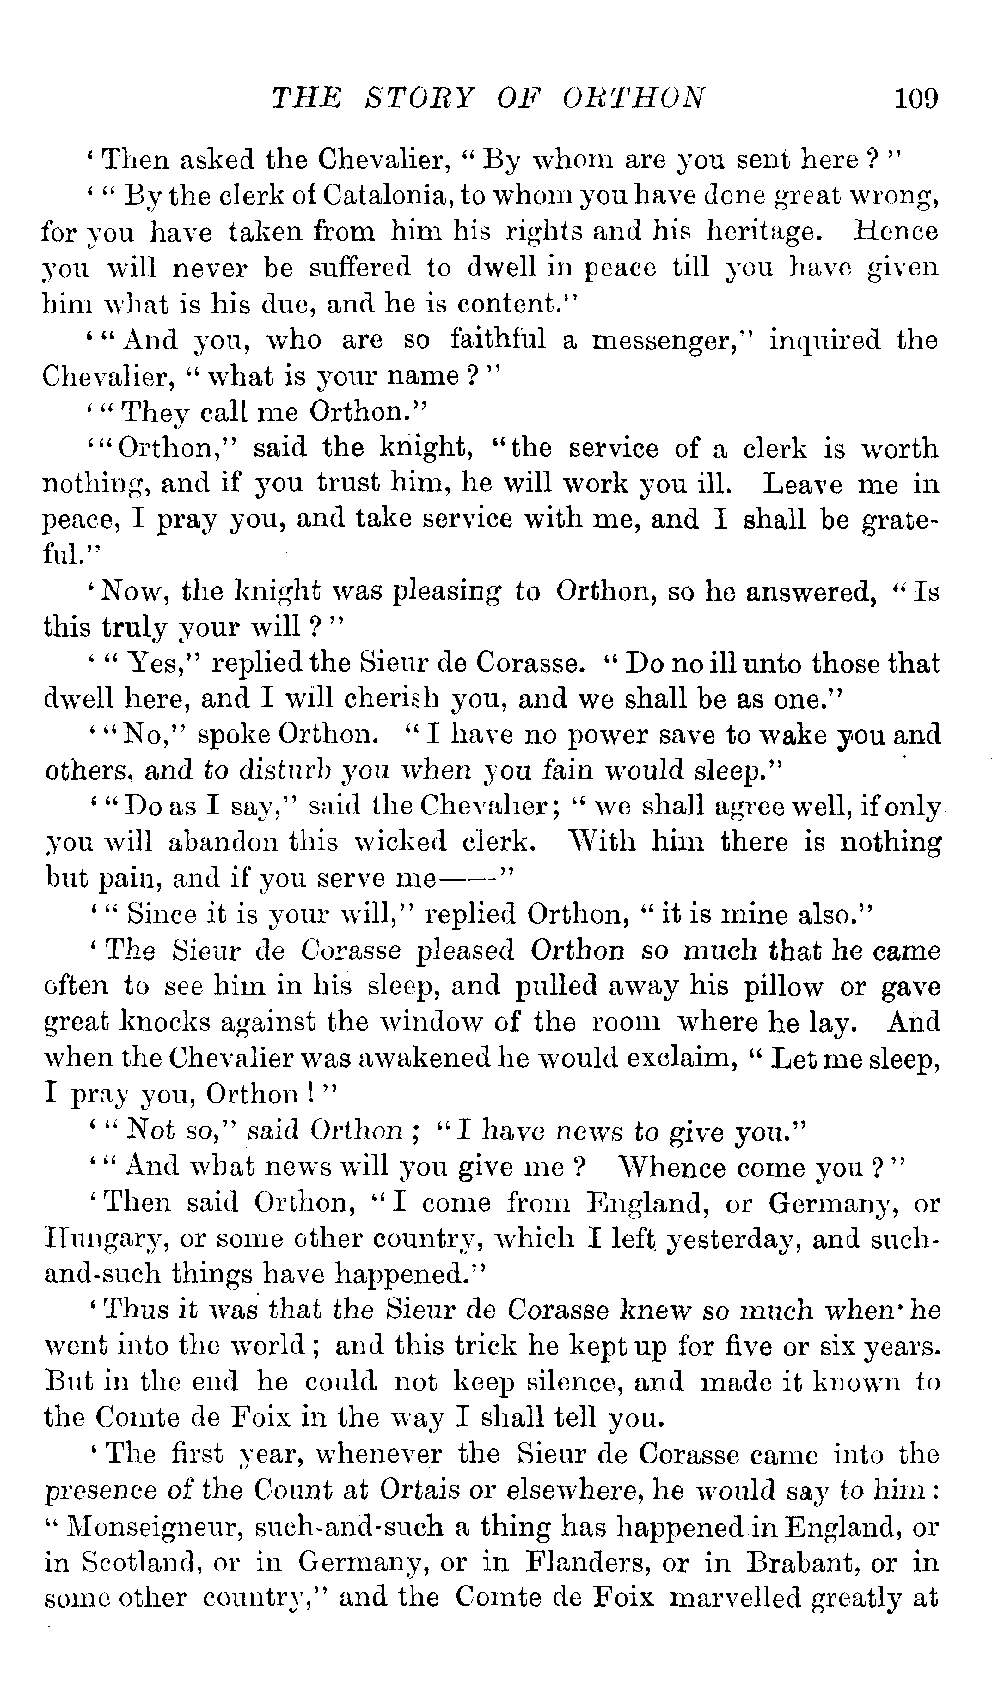 THE STORY OF ORTHON 109
‘Then asked the Chevalier, “By whom are you sent here?”
‘“By the clerk of Catalonia, to whom you have done great wrong,
for you have taken from him his rights and his heritage. Hence
you will never be suffered to dwell in peace till you have given
him what is his due, and he is content.”
‘“And you, who are so faithful a messenger,” inquired the
Chevalier, “what is your name?”
‘“They call me Orthon.”
‘“Orthon,” said the knight, “the service of a clerk is worth
nothing, and if you trust him, he will work you ill. Leave me in
peace, I pray you, and take service with me, and I shall be grate-
ful.”
‘Now, the knight was pleasing to Orthon, so he answered, “Is
this truly your will?”
‘“Yes,” replied the Sieur de Corasse. “Do no ill unto those that
dwell here, and I will cherish you, and we shall be as one.”
‘“No,” spoke Orthon. “I have no power save to wake you and
others, and to disturb you when you fain would sleep.”
‘“Do as I say,” said the Chevalier; “we shall agree well, if only
you will abandon this wicked clerk. With him there is nothing
but pain, and if you serve me——”
‘“Since it is your will,” replied Orthon, “it is mine also.”
‘The Sieur de Corasse pleased Orthon so much that he came
often to see him in his sleep, and pulled away his pillow or gave
great knocks against the window of the room where he lay. And
when the Chevalier was awakened he would exclaim, “Let me sleep,
I pray you, Orthon!”
‘“Not so,” said Orthon; “I have news to give you.”
‘“And what news will you give me? Whence come you?”
‘Then said Orthon, “I come from England, or Germany, or
Hungary, or some other country, which I left yesterday, and such-
and-such things have happened.”
‘Thus it was that the Sieur de Corasse knew so much when he
went into the world; and this trick he kept up for five or six years.
But in the end he could not keep silence, and made it known to
the Comte de Foix in the way I shall tell you.
‘The first year, whenever the Sieur de Corasse came into the
presence of the Count at Ortais or elsewhere, he would say to him:
“Monseigneur, such-and-such a thing has happened in England, or
in Scotland, or in Germany, or in Flanders, or in Brabant, or in
some other country,” and the Comte de Foix marvelled greatly at